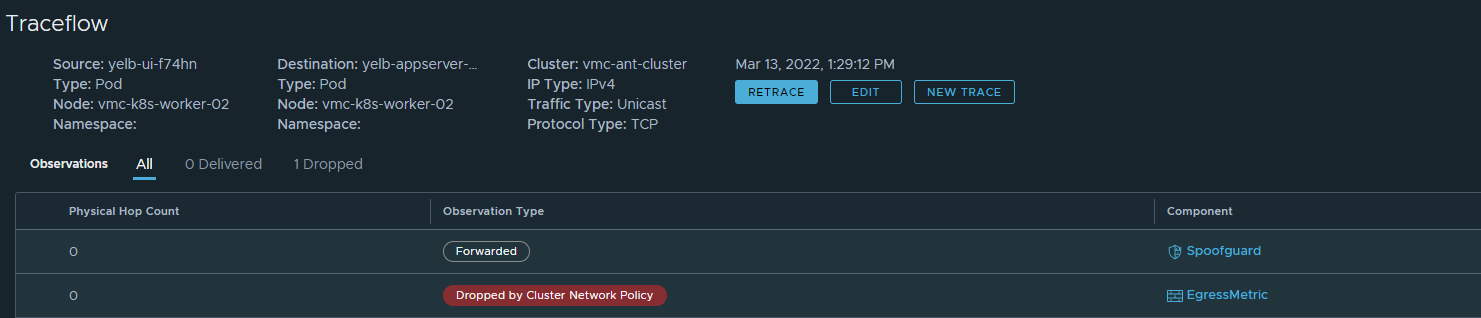 Traceflow
Source: yelb-ui-f74hn
Type: Pod
Node: vmc-k8s-worker-02
Namespace:
Destination: yelb-appserver-...
Type: Pod
Node: vmc-k8s-worker-02
Namespace:
Cluster: vmc-ant-cluster
IP Type: IPv4
Traffic Type: Unicast
Protocol Type: TCP
Mar 13, 2022, 1:29:12 PM
RETRACE EDIT NEW TRACE
Observations All 0 Delivered 1 Dropped
Physical Hop Count Observation Type Component
0 Forwarded Spoofguard
0 Dropped by Cluster Network Policy EgressMetric